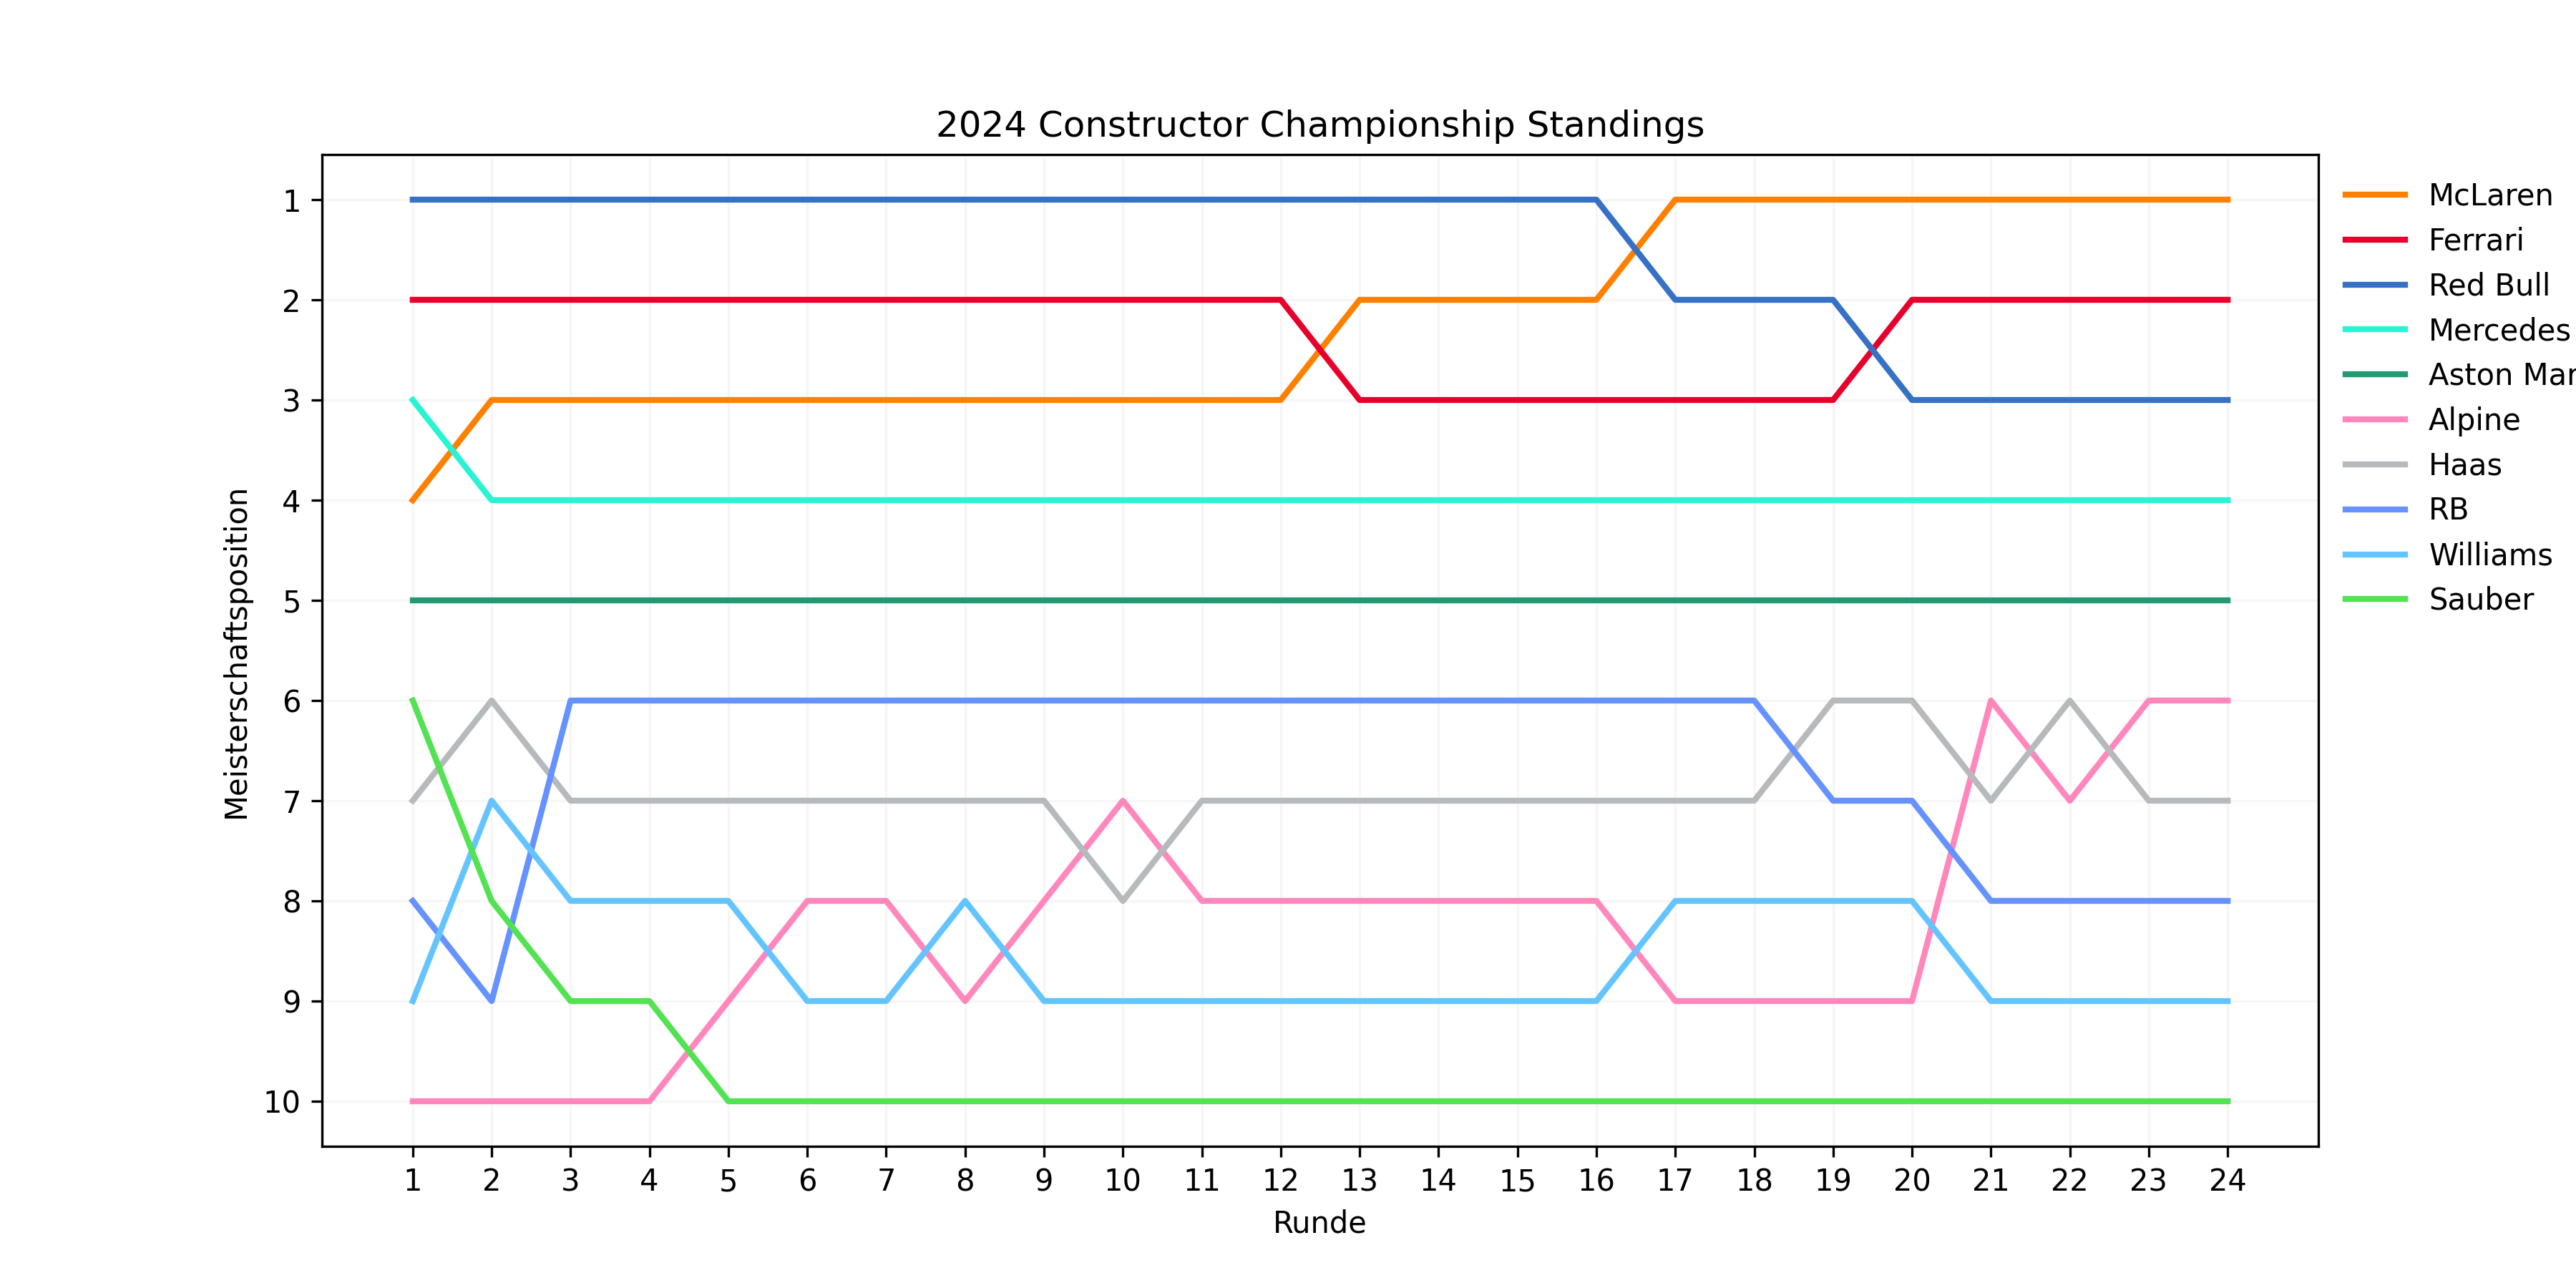 2024 Constructor Championship Standings
Meisterschaftsposition
1
2
3
4
5
6
7
8
9
10
1 2 3 4 5 6 7 8 9 10 11 12 13 14 15 16 17 18 19 20 21 22 23 24
Runde
McLaren
Ferrari
Red Bull
Mercedes
Aston
Alpine
Haas
RB
Williams
Sauber